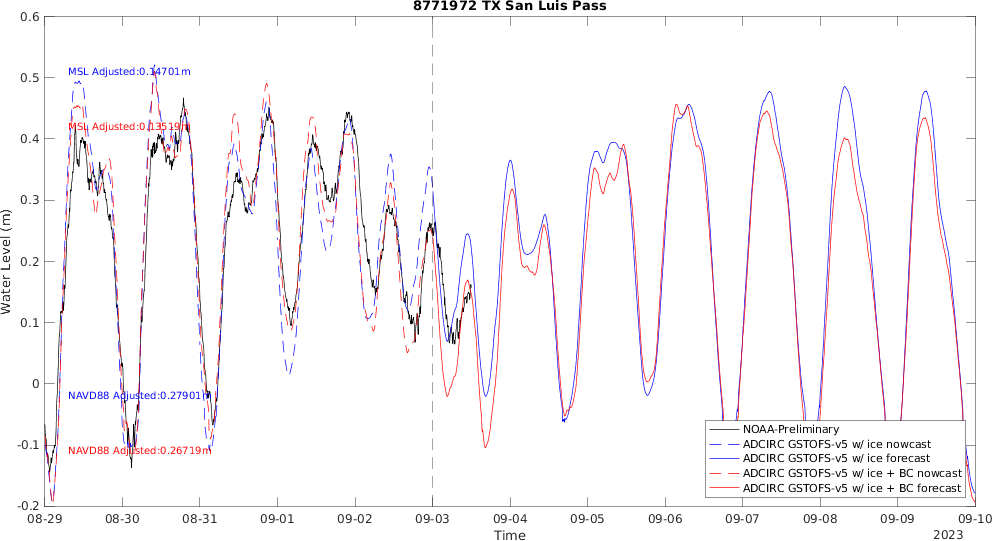 8771972 TX San Luis Pass
0.6
0.5
0.4
0.3
0.2
0.1
0
-0.1
-0.2
Water Level (m)
MSL Adjusted:0.14701m
MSL Adjusted:0.13519m
NAVD88 Adjusted:0.27901m
NAVD88 Adjusted:0.26719m
NOAA-Preliminary
ADCIRC GSTOFS-v5 w/ ice nowcast
ADCIRC GSTOFS-v5 w/ ice forecast
ADCIRC GSTOFS-v5 w/ ice + BC nowcast
ADCIRC GSTOFS-v5 w/ ice + BC forecast
08-29 08-30 08-31 09-01 09-02 09-03 09-04 09-05 09-06 09-07 09-08 09-09 09-10
Time
2023